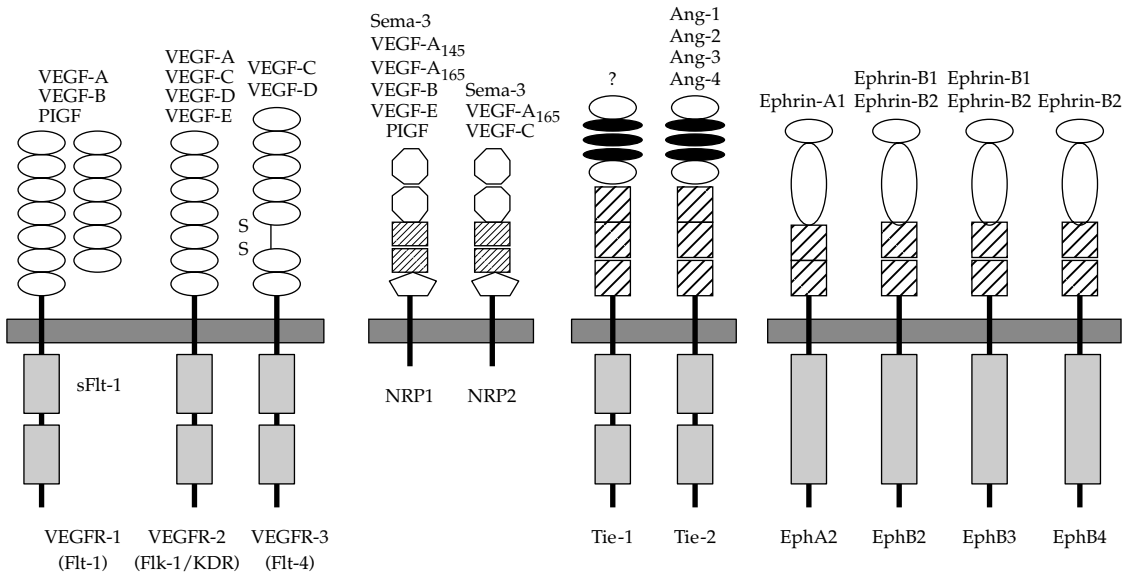 VEGF-A
VEGF-B
PIGF
VEGF-A
VEGF-C
VEGF-D
VEGF-E
VEGF-C
VEGF-D
S
S
sFlt-1
VEGFR-1
(Flt-1)
VEGFR-2
(Flk-1/KDR)
VEGFR-3
(Flt-4)
Sema-3
VEGF-A145
VEGF-A165
VEGF-B
VEGF-E
PIGF
Sema-3
VEGF-A165
VEGF-C
NRP1
NRP2
?
Ang-1
Ang-2
Ang-3
Ang-4
Tie-1
Tie-2
Ephrin-A1
Ephrin-B1
Ephrin-B2
Ephrin-B1
Ephrin-B2
Ephrin-B2
EphA2
EphB2
EphB3
EphB4